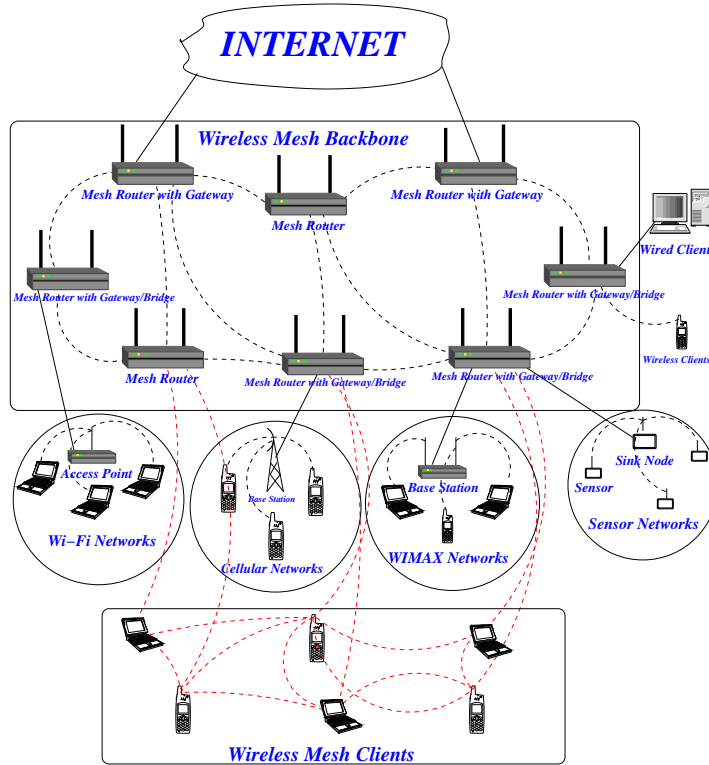 INTERNET
Wireless Mesh Backbone
Mesh Router with Gateway
Mesh Router with Gateway
Mesh Router
Wired Client
Mesh Router with Gateway/Bridge
Mesh Router with Gateway/Bridge
Wireless Clients
Mesh Router
Mesh Router with Gateway/Bridge
Mesh Router with Gateway/Bridge
Access Point
Base Station
Base Station
Sink Node
Sensor
Sensor Networks
Wi−Fi Networks
Cellular Networks
WIMAX Networks
Wireless Mesh Clients